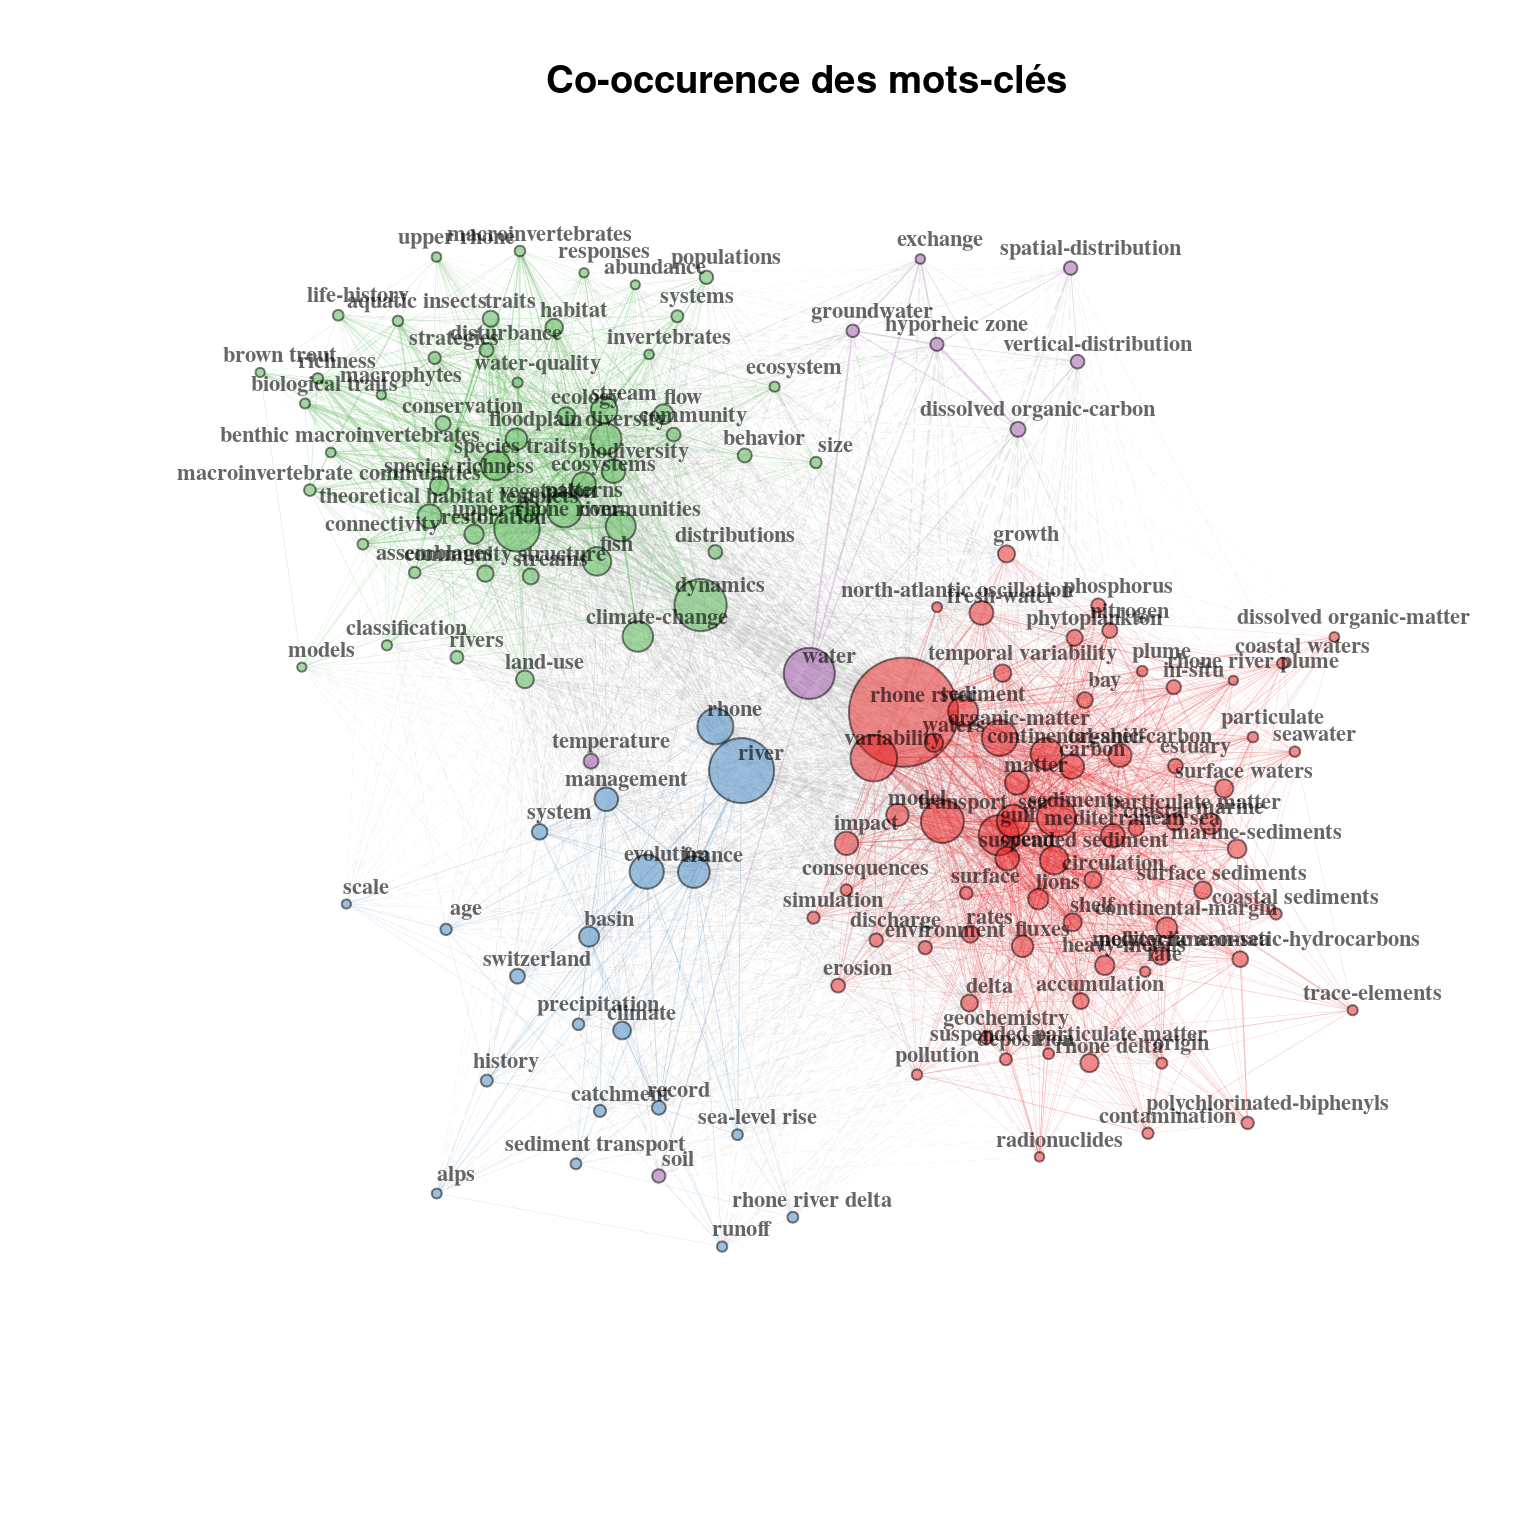 Co-occurence des mots-clés
upper rhone
macroinvertebrates
exchange
spatial-distribution
responses
populations
abundance
life-history
aquatic insects
traits
systems
habitat
groundwater
hyporheic zone
strategies
disturbance
invertebrates
vertical-distribution
brown trout
richness
water-quality
ecosystem
biological traits
macrophytes
ecology
stream
flow
conservation
dissolved organic-carbon
floodplain
diversity
community
benthic macroinvertebrates
behavior
size
species traits
biodiversity
macroinvertebrate communities
species richness
ecosystems
theoretical habitat templets
vegetation
patterns
upper rhone river
communities
connectivity
restoration
distributions
growth
assemblages
community structure
streams
fish
dynamics
north-atlantic oscillation
fresh-water
phosphorus
climate-change
phytoplankton
nitrogen
dissolved organic-matter
classification
rivers
coastal waters
models
land-use
water
temporal variability
plume
rhone river plume
in-situ
bay
rhone river
sediment
rhone
organic-matter
particulate
waters
temperature
river
variability
continental-shelf
organic-carbon
seawater
carbon
estuary
management
matter
surface waters
system
model
transport
sea
sediments
particulate matter
impact
gulf
mediterranean sea
coastal
marine
marine-sediments
evolution
france
suspended sediment
ocean
consequences
circulation
surface
surface sediments
scale
simulation
lions
coastal sediments
age
basin
discharge
rates
shelf
continental-margin
environment
fluxes
switzerland
heavy-metals
mediterranean-sea
polycyclic aromatic-hydrocarbons
fate
erosion
precipitation
delta
accumulation
trace-elements
climate
geochemistry
suspended particulate matter
deposition
rhone delta
origin
history
pollution
catchment
record
polychlorinated-biphenyls
sea-level rise
contamination
sediment transport
radionuclides
soil
alps
rhone river delta
runoff